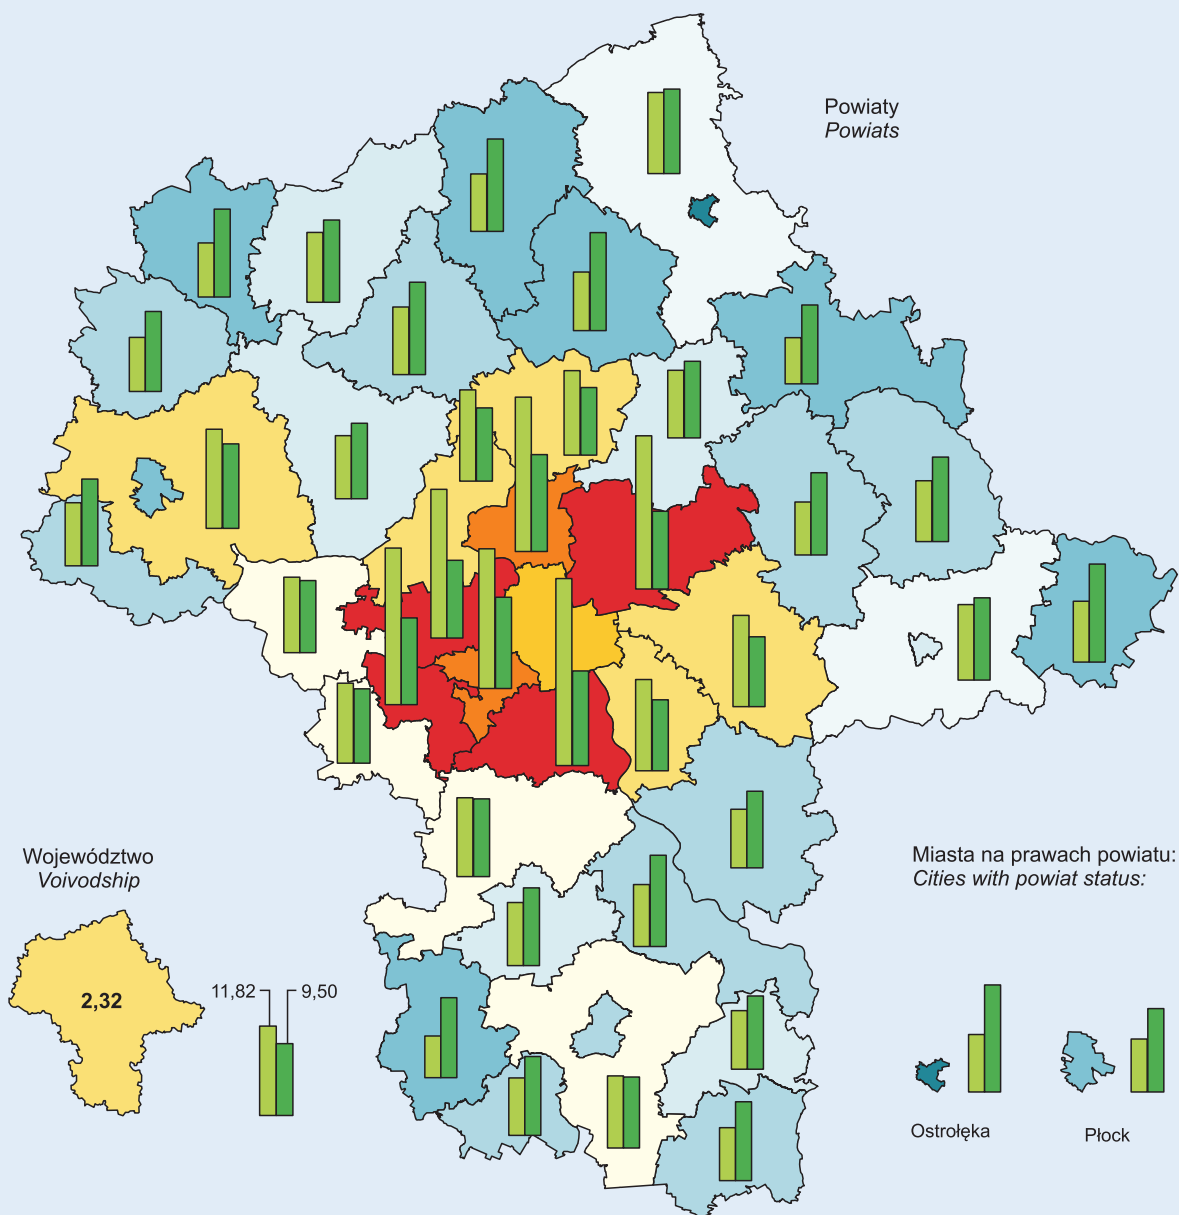 Powiaty
Powiats
Województwo
Voivodship
2,32
11,82
9,50
Miasta na prawach powiatu:
Cities with powiat status:
Ostrołęka
Płock